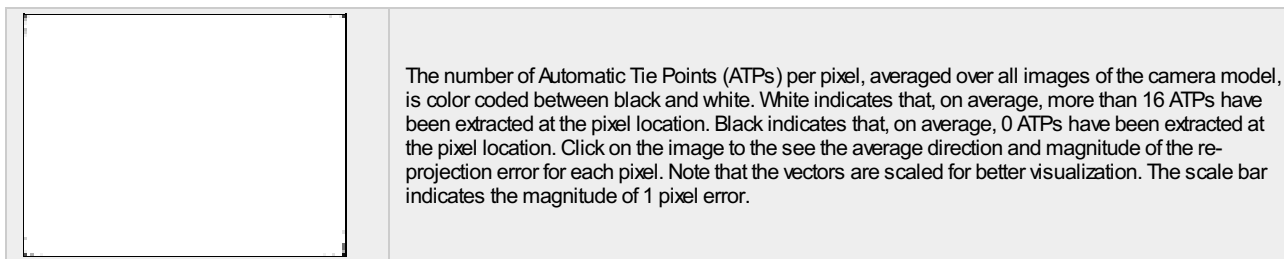 The number of Automatic Tie Points (ATPs) per pixel, averaged over all images of the camera model,
is color coded between black and white. White indicates that, on average, more than 16 ATPs have
been extracted at the pixel location. Black indicates that, on average, 0 ATPs have been extracted at
the pixel location. Click on the image to the see the average direction and magnitude of the re-
projection error for each pixel. Note that the vectors are scaled for better visualization. The scale bar
indicates the magnitude of 1 pixel error.